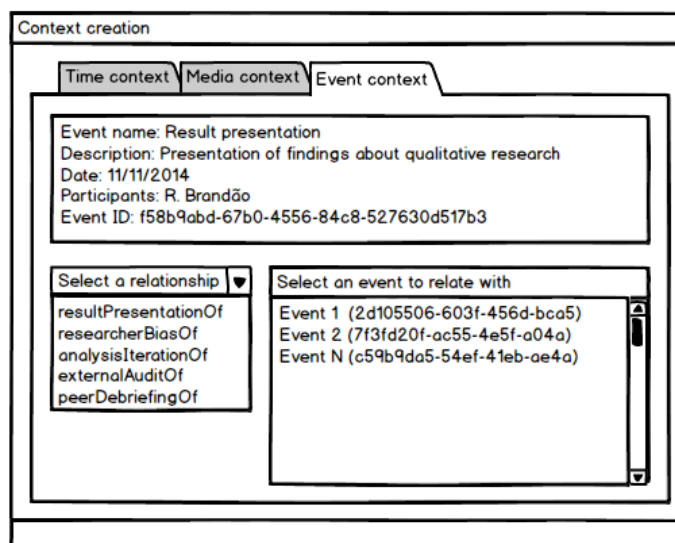 Context creation
Time context
Media context
Event context
Event name: Result presentation
Description: Presentation of findings about qualitative research
Date: 11/11/2014
Participants: R. Brandão
Event ID: f58b9abd-67b0-4556-84c8-527630d517b3
Select a relationship
resultPresentationOf
researcherBiasOf
analysisIterationOf
externalAuditOf
peerDebriefingOf
Select an event to relate with
Event 1 (2d105506-603f-456d-bca5)
Event 2 (7f3fd20f-ac55-4e5f-a04a)
Event N (c59b9da5-54ef-41eb-ae4a)